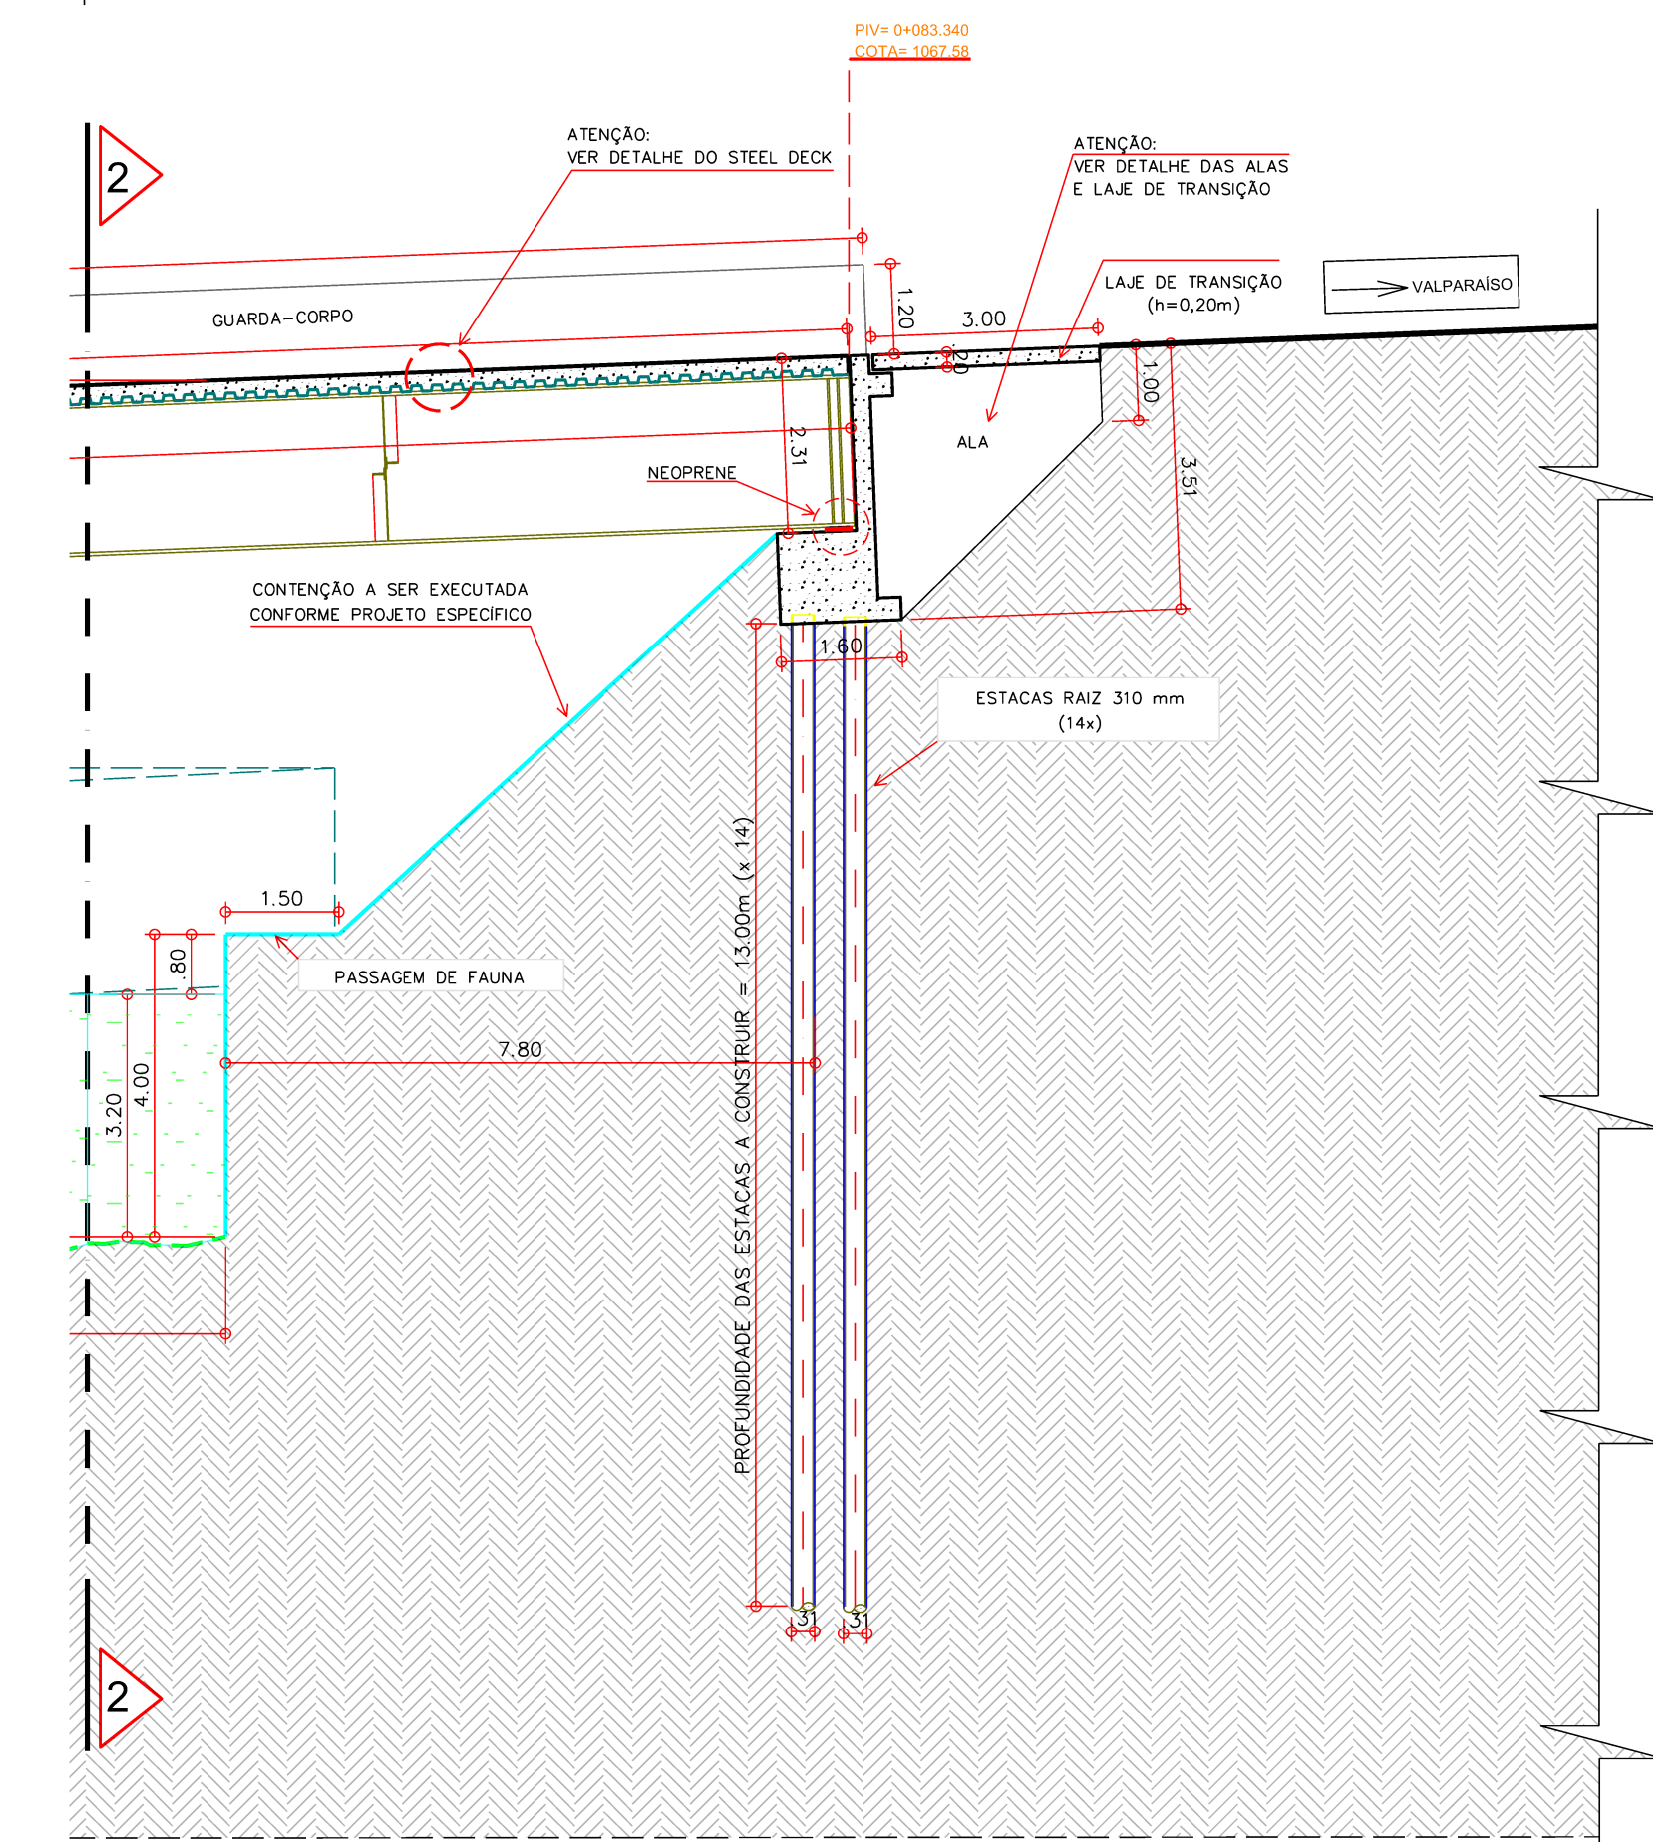 PIV= 0+083.340
COTA= 1067.58
ATENÇÃO:
VER DETALHE DO STEEL DECK
ATENÇÃO:
VER DETALHE DAS ALAS
E LAJE DE TRANSIÇÃO
2
LAJE DE TRANSIÇÃO
(h=0,20m)
VALPARAÍSO
GUARDA-CORPO
1.20
3.00
.20
1.00
2.31
ALA
3.51
NEOPRENE
CONTENÇÃO A SER EXECUTADA
CONFORME PROJETO ESPECÍFICO
1.60
ESTACAS RAIZ 310 mm
(14x)
1.50
.80
PASSAGEM DE FAUNA
7.80
4.00
3.20
PROFUNDIDADE DAS ESTACAS A CONSTRUIR = 13.00m (x 14)
.31
.31
2